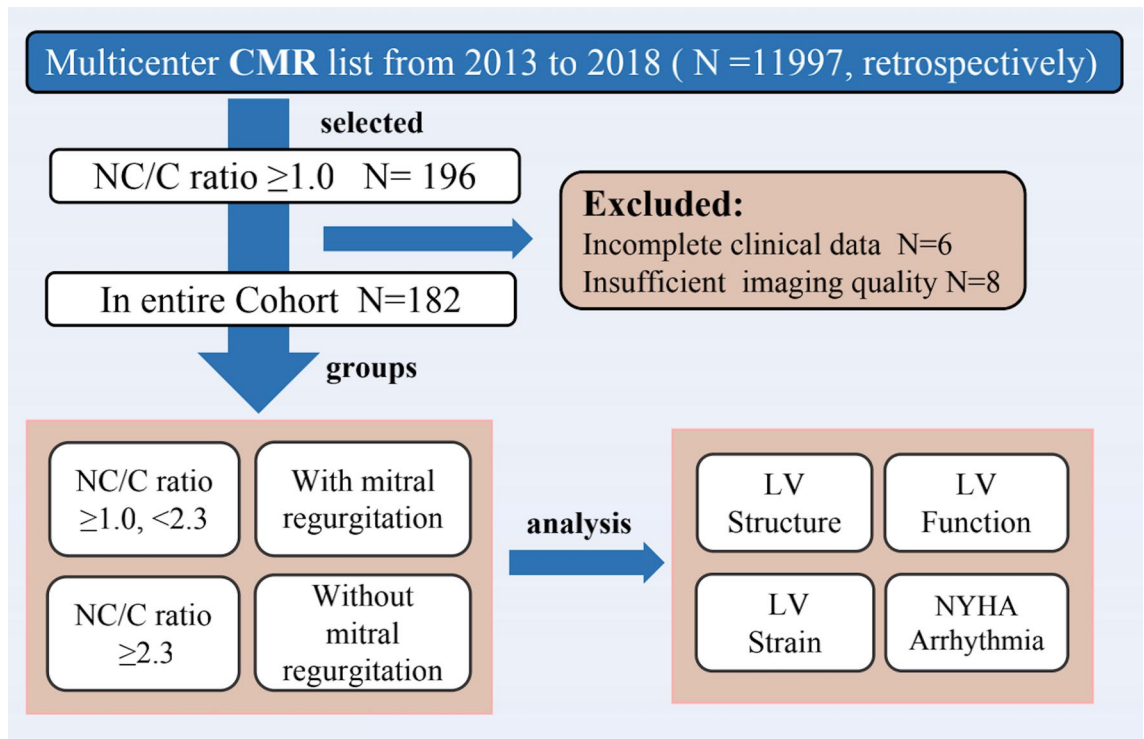 Multicenter CMR list from 2013 to 2018 ( N =11997, retrospectively)
selected
NC/C ratio ≥1.0 N= 196
Excluded:
Incomplete clinical data N=6
Insufficient imaging quality N=8
In entire Cohort N=182
groups
NC/C ratio
≥1.0, <2.3
With mitral
regurgitation
NC/C ratio
≥2.3
Without
mitral
regurgitation
analysis
LV
Structure
LV
Function
LV
Strain
NYHA
Arrhythmia